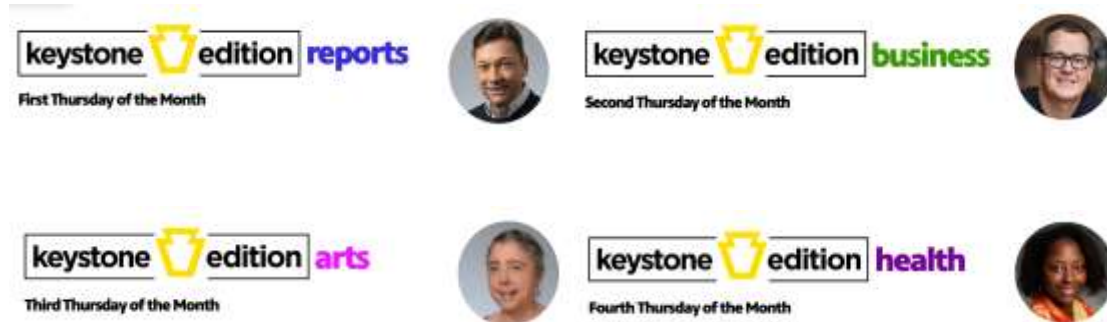 keystone edition reports
First Thursday of the Month
keystone edition business
Second Thursday of the Month
keystone edition arts
Third Thursday of the Month
keystone edition health
Fourth Thursday of the Month